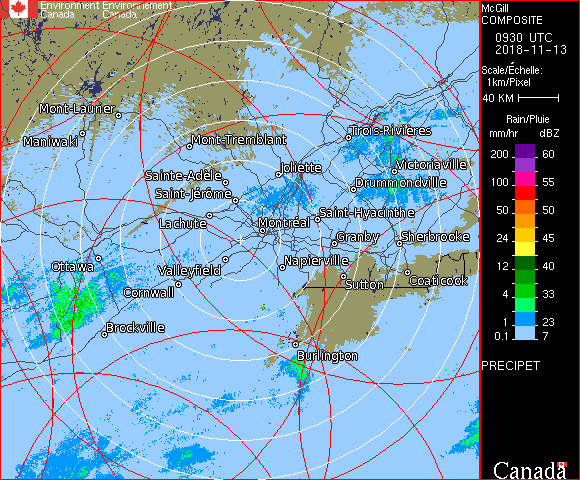 Environment Environnement
Canada Canada
McGill
COMPOSITE
0930 UTC
2018-11-13
Scale/Échelle:
1km/Pixel
40 KM
Rain/Pluie
mm/hr dBZ
200 60
100 55
50 50
24 45
12 40
4 33
1 23
0.1 7
PRECIPET
Canada
Mont-Laurier
Maniwaki
Mont-Tremblant
Trois-Rivières
Sainte-Adèle
Joliette
Victoriaville
Saint-Jérôme
Drummondville
Lachute
Montréal
Saint-Hyacinthe
Granby
Sherbrooke
Ottawa
Valleyfield
Napierville
Cornwall
Sutton
Coaticook
Brockville
Burlington